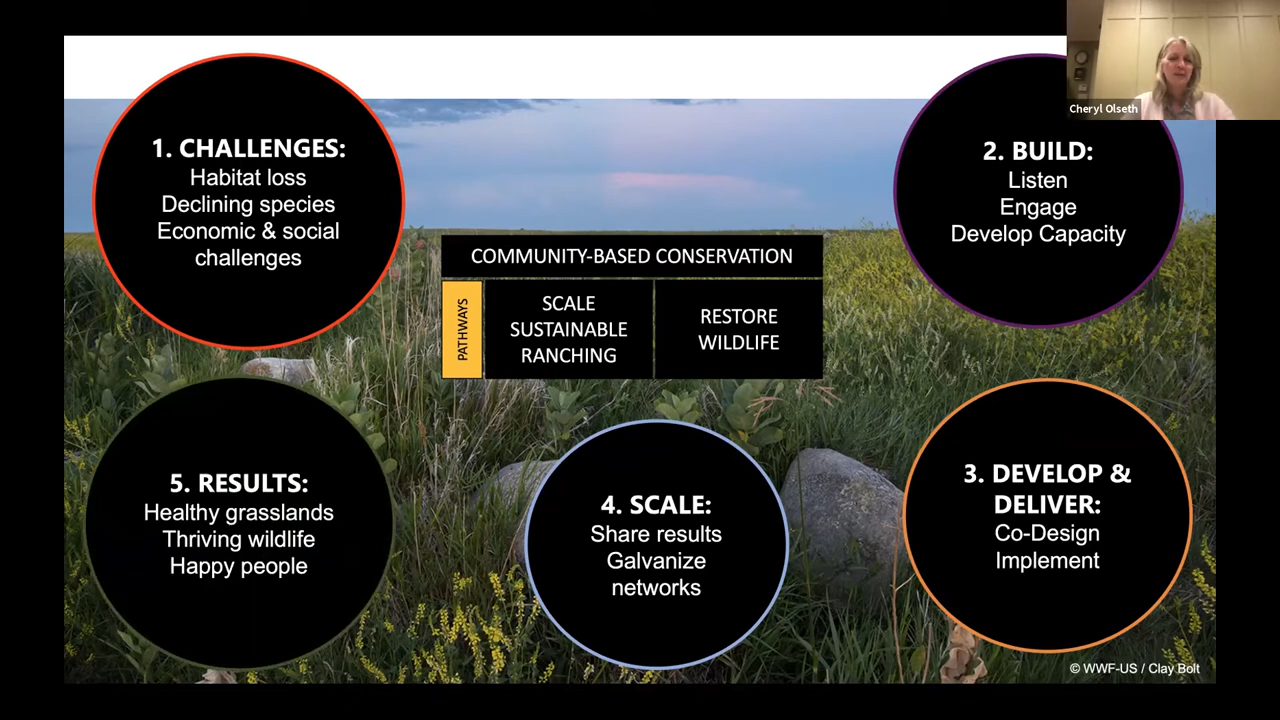 Cheryl Olseth
1. CHALLENGES:
Habitat loss
Declining species
Economic & social
challenges
2. BUILD:
Listen
Engage
Develop Capacity
COMMUNITY-BASED CONSERVATION
PATHWAYS
SCALE
SUSTAINABLE
RANCHING
RESTORE
WILDLIFE
3. DEVELOP &
DELIVER:
Co-Design
Implement
4. SCALE:
Share results
Galvanize
networks
5. RESULTS:
Healthy grasslands
Thriving wildlife
Happy people
© WWF-US / Clay Bolt